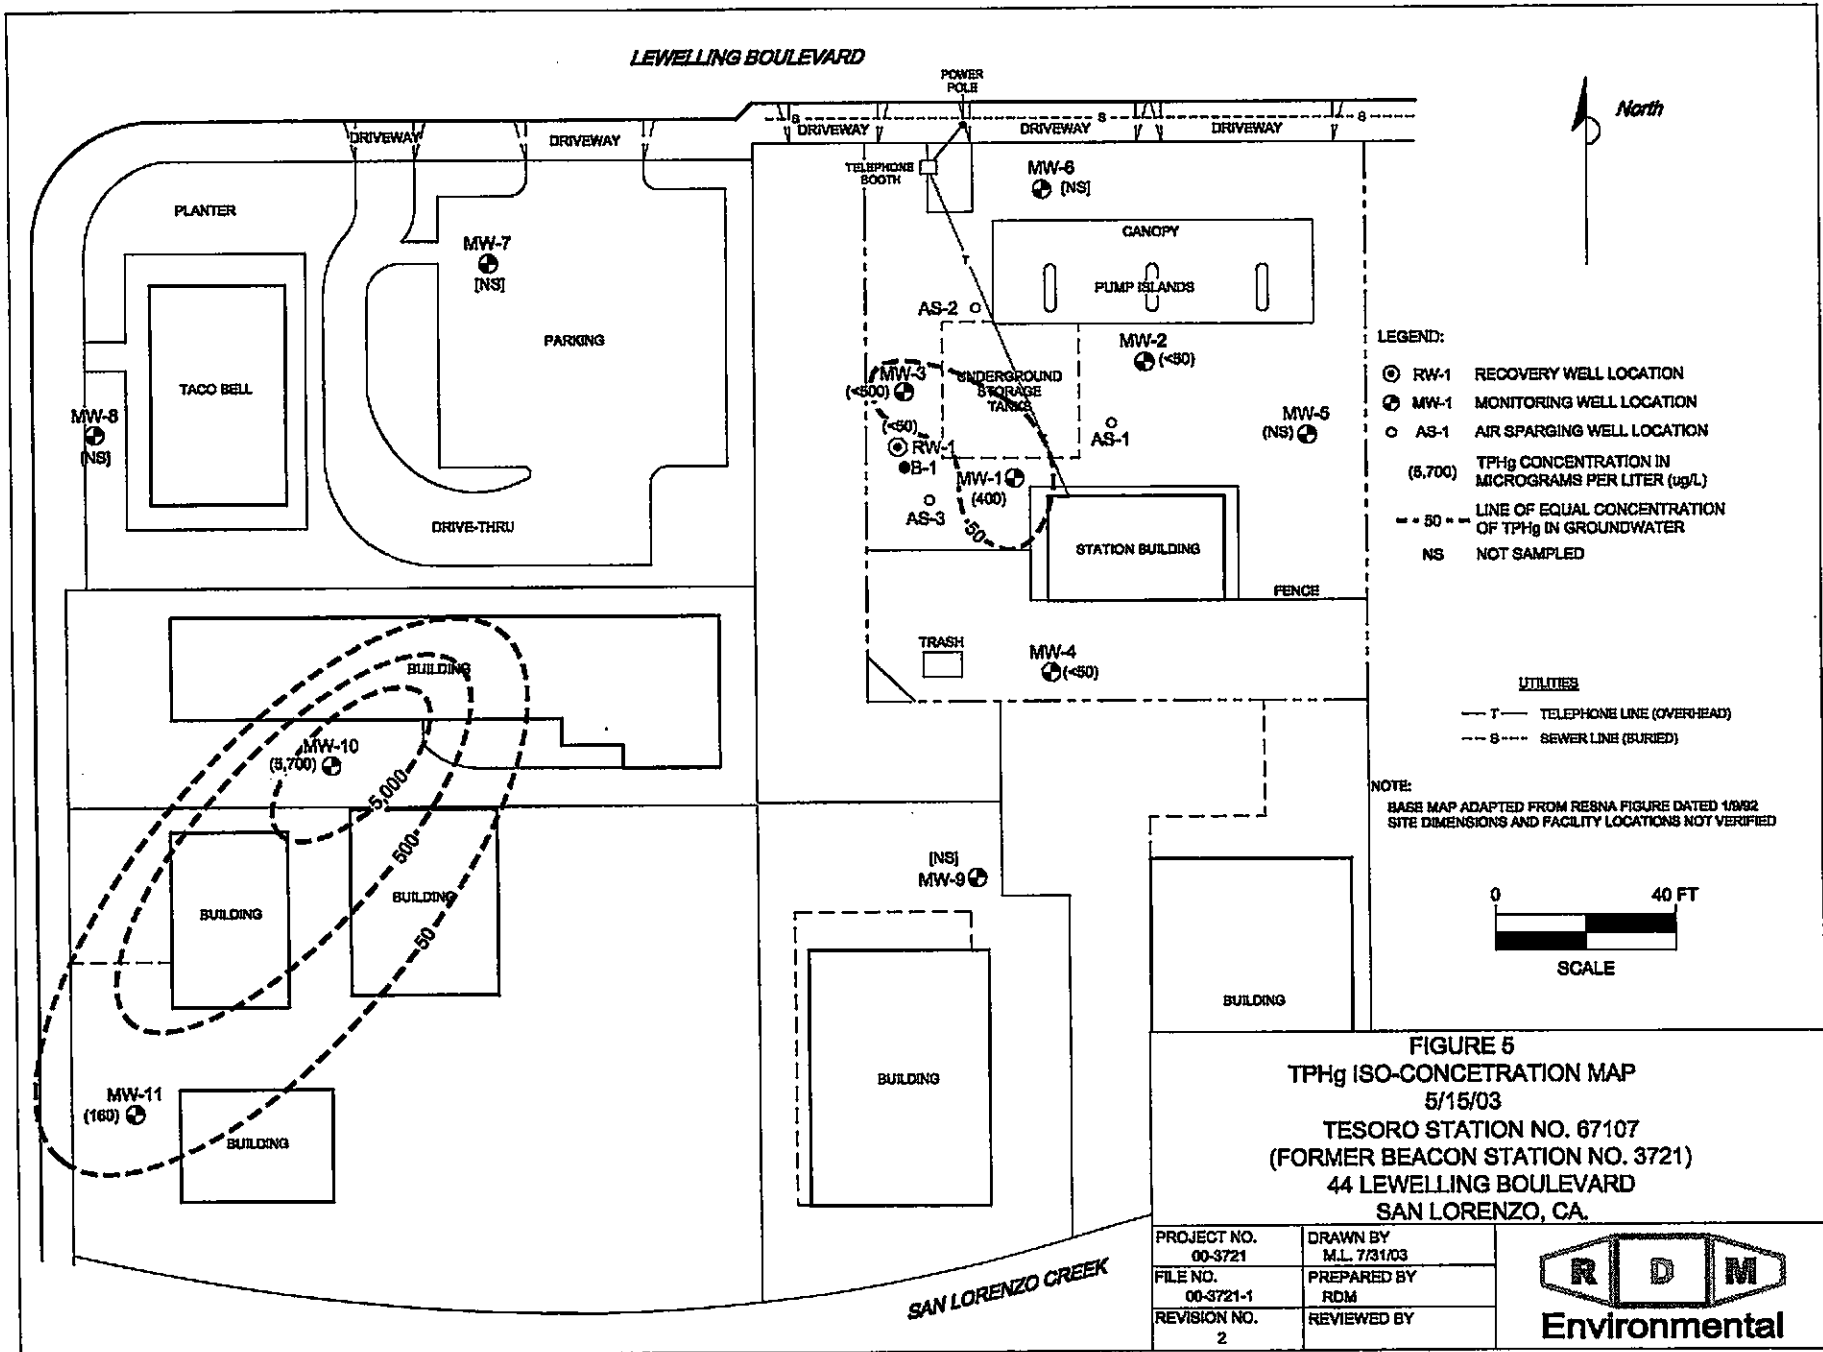 LEWELLING BOULEVARD
POWER
POLE
North
S
S
S
DRIVEWAY
DRIVEWAY
DRIVEWAY
DRIVEWAY
DRIVEWAY
TELEPHONE
BOOTH
MW-6
[NS]
PLANTER
MW-7
[NS]
CANOPY
T
PUMP ISLANDS
AS-2
PARKING
MW-2
(<50)
TACO BELL
MW-3
(<500)
UNDERGROUND
STORAGE
TANKS
MW-8
[NS]
(<50)
RW-1
B-1
AS-1
MW-5
(NS)
MW-1
(400)
AS-3
50
DRIVE-THRU
STATION BUILDING
FENCE
LEGEND:
RW-1 RECOVERY WELL LOCATION
MW-1 MONITORING WELL LOCATION
AS-1 AIR SPARGING WELL LOCATION
(5,700) TPHg CONCENTRATION IN
MICROGRAMS PER LITER (ug/L)
50 LINE OF EQUAL CONCENTRATION
OF TPHg IN GROUNDWATER
NS NOT SAMPLED
TRASH
MW-4
(<50)
BUILDING
UTILITIES
T TELEPHONE LINE (OVERHEAD)
S SEWER LINE (BURIED)
MW-10
(5,700)
5,000
500
50
NOTE:
BASE MAP ADAPTED FROM RESNA FIGURE DATED 1/9/92
SITE DIMENSIONS AND FACILITY LOCATIONS NOT VERIFIED
[NS]
MW-9
BUILDING
BUILDING
0 40 FT
SCALE
BUILDING
BUILDING
MW-11
(160)
BUILDING
SAN LORENZO CREEK
FIGURE 5
TPHg ISO-CONCETRATION MAP
5/15/03
TESORO STATION NO. 67107
(FORMER BEACON STATION NO. 3721)
44 LEWELLING BOULEVARD
SAN LORENZO, CA.
PROJECT NO.
00-3721
DRAWN BY
M.L. 7/31/03
FILE NO.
00-3721-1
PREPARED BY
RDM
REVISION NO.
2
REVIEWED BY
R D M
Environmental